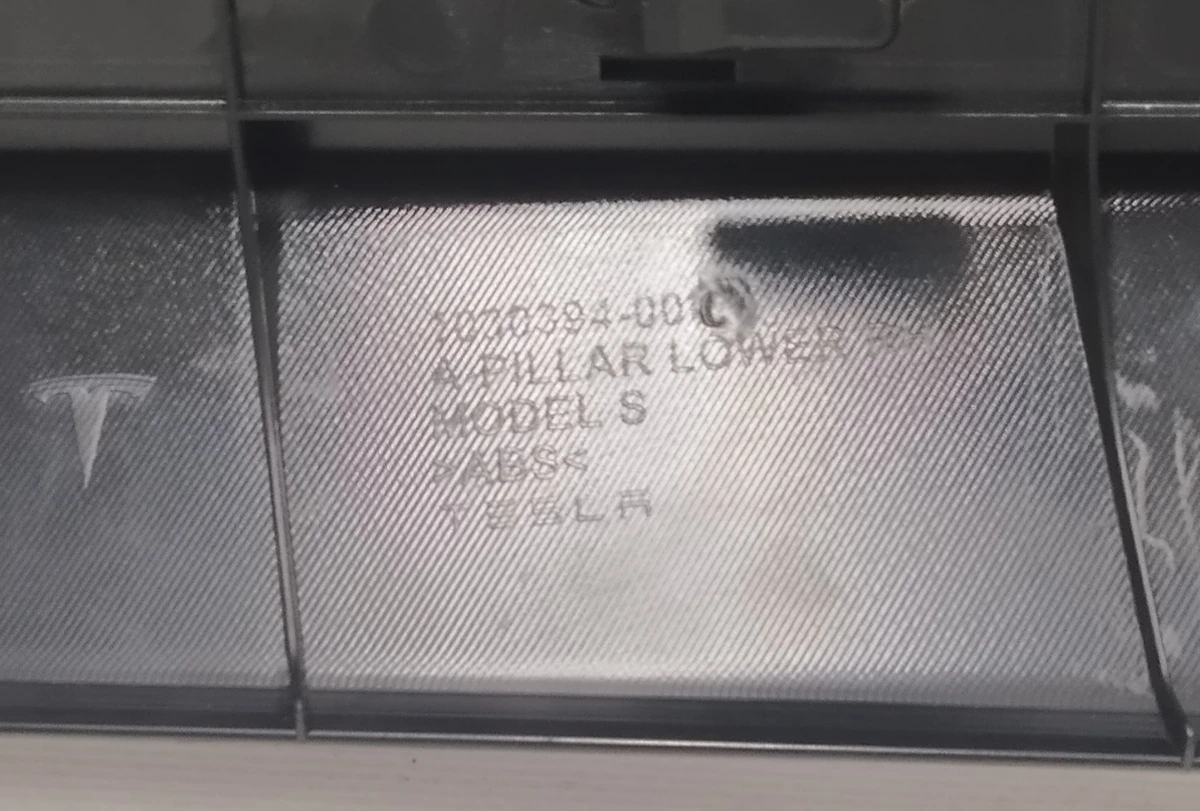 A-PILLAR LOWER
MODEL S
>ABS<
TESLA